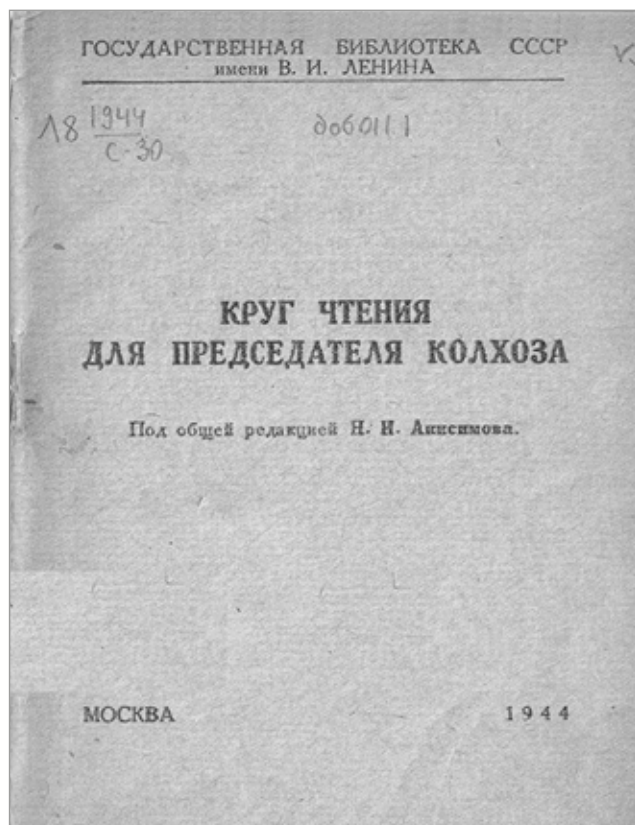 ГОСУДАРСТВЕННАЯ БИБЛИОТЕКА СССР
имени В. И. ЛЕНИНА
Л8 1944
С-30
КРУГ ЧТЕНИЯ
ДЛЯ ПРЕДСЕДАТЕЛЯ КОЛХОЗА
Под общей редакцией Н. И. Анисимова.
МОСКВА 1944